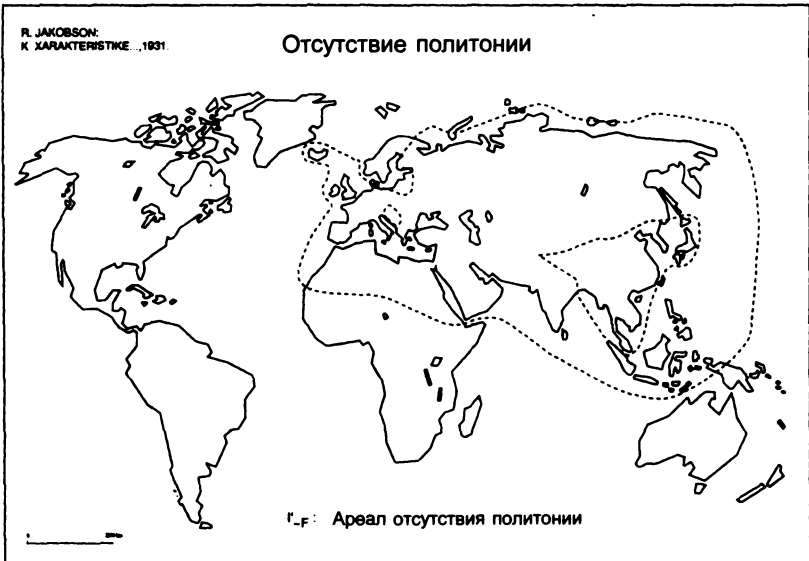 R. JAKOBSON:
K XARAKTERISTIKE...,1931.
Отсутствие политонии
Г-F : Ареал отсутствия политонии